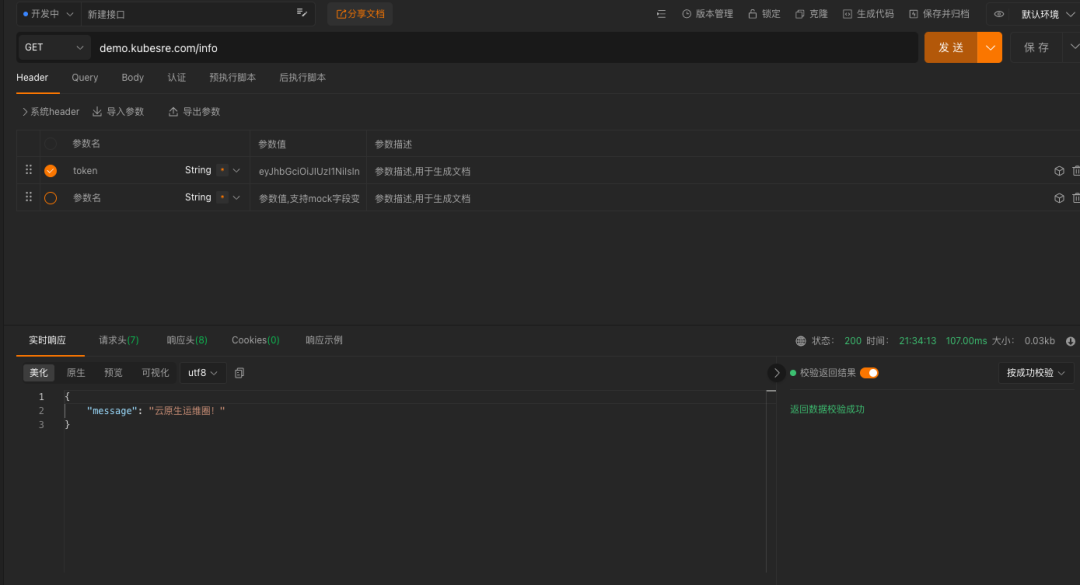 开发中 新建接口 分享文档 版本管理 锁定 克隆 生成代码 保存并归档 默认环境
GET demo.kubesre.com/info 发 送 保 存
Header Query Body 认证 预执行脚本 后执行脚本
系统header 导入参数 导出参数
参数名 参数值 参数描述
token String * eyJhbGciOiJIUzI1NiIsIn 参数描述,用于生成文档
参数名 String * 参数值,支持mock字段变 参数描述,用于生成文档
实时响应 请求头(7) 响应头(8) Cookies(0) 响应示例 状态: 200 时间: 21:34:13 107.00ms 大小: 0.03kb
美化 原生 预览 可视化 utf8 校验返回结果 按成功校验
1 {
2 "message": "云原生运维圈！"
3 }
返回数据校验成功